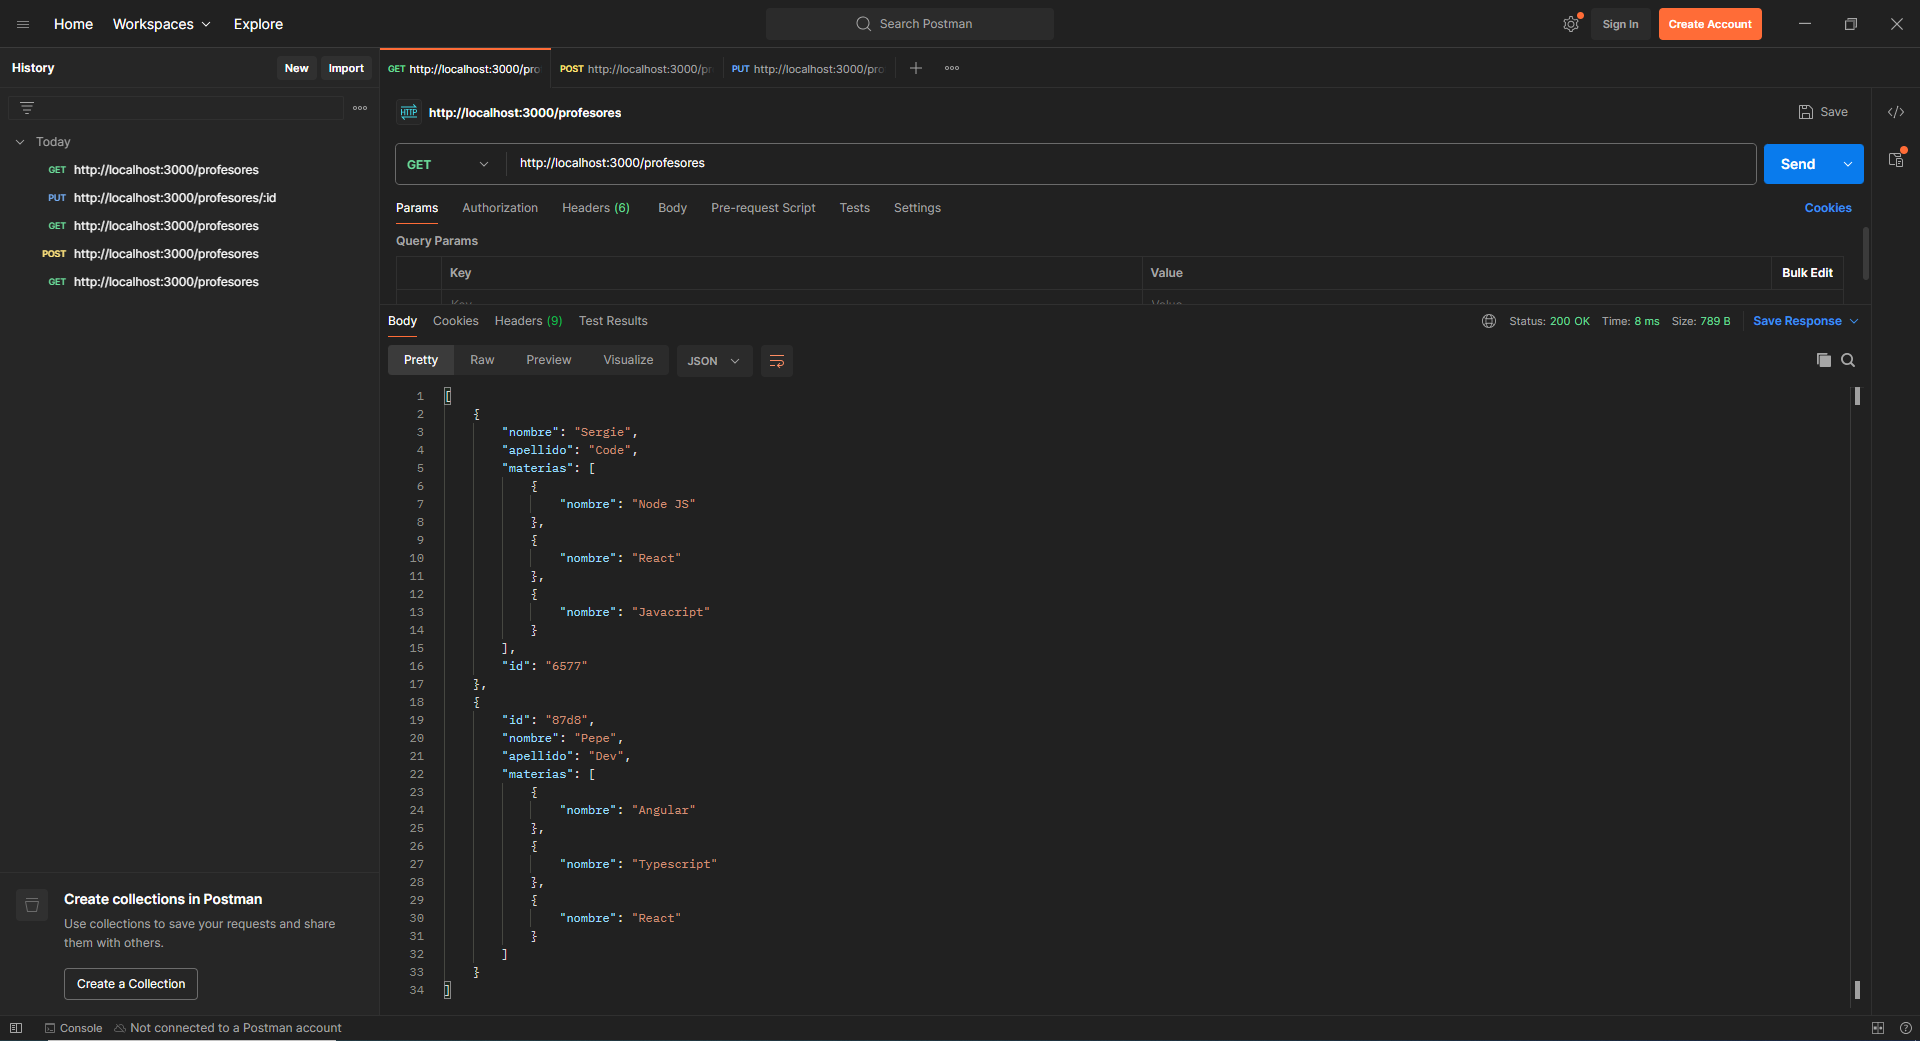 Home Workspaces Explore Search Postman Sign In Create Account
History New Import
GET http://localhost:3000/pro POST http://localhost:3000/p PUT http://localhost:3000/pro
HTTP http://localhost:3000/profesores Save
Today
GET http://localhost:3000/profesores
PUT http://localhost:3000/profesores/:id
GET http://localhost:3000/profesores
POST http://localhost:3000/profesores
GET http://localhost:3000/profesores
GET http://localhost:3000/profesores Send
Params Authorization Headers (6) Body Pre-request Script Tests Settings Cookies
Query Params
Key Value Bulk Edit
Key Value
Body Cookies Headers (9) Test Results Status: 200 OK Time: 8 ms Size: 789 B Save Response
Pretty Raw Preview Visualize JSON
1 [
2 {
3 "nombre": "Sergie",
4 "apellido": "Code",
5 "materias": [
6 {
7 "nombre": "Node JS"
8 },
9 {
10 "nombre": "React"
11 },
12 {
13 "nombre": "Javacript"
14 }
15 ],
16 "id": "6577"
17 },
18 {
19 "id": "87d8",
20 "nombre": "Pepe",
21 "apellido": "Dev",
22 "materias": [
23 {
24 "nombre": "Angular"
25 },
26 {
27 "nombre": "Typescript"
28 },
29 {
30 "nombre": "React"
31 }
32 ]
33 }
34 ]
Create collections in Postman
Use collections to save your requests and share
them with others.
Create a Collection
Console Not connected to a Postman account